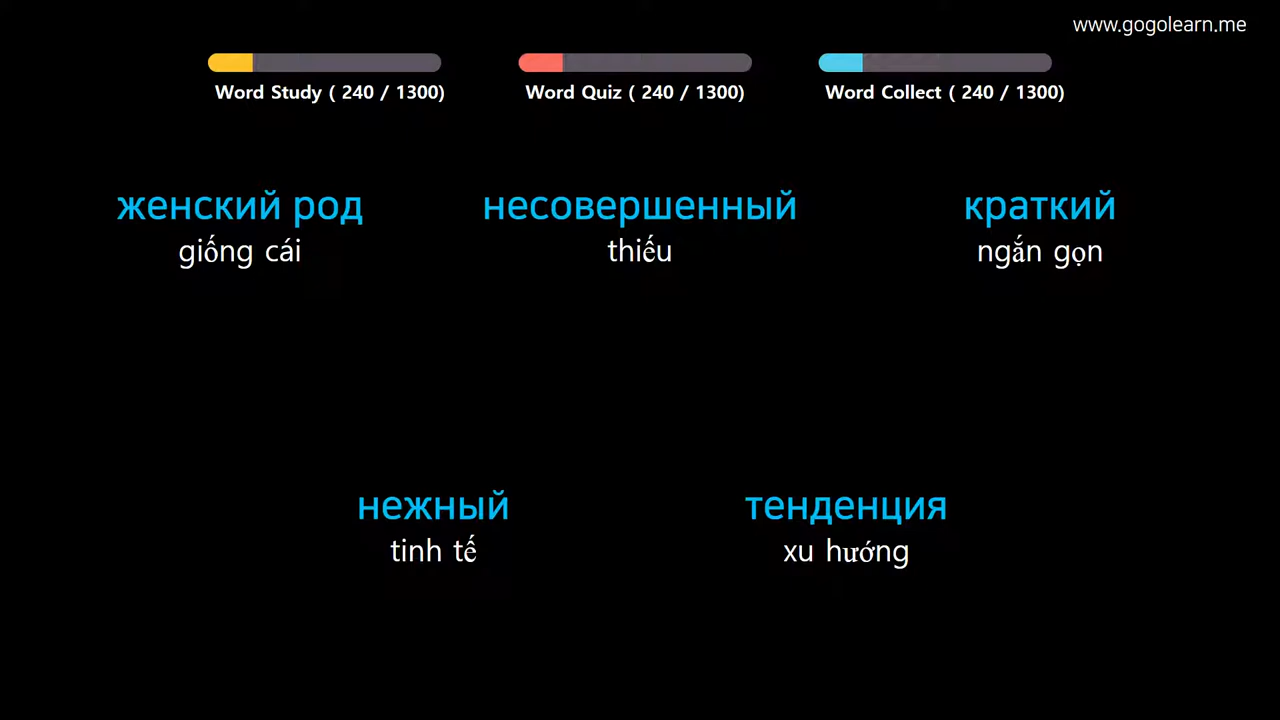 www.gogolearn.me
Word Study ( 240 / 1300)
Word Quiz ( 240 / 1300)
Word Collect ( 240 / 1300)
женский род
giống cái
несовершенный
thiếu
краткий
ngắn gọn
нежный
tinh tế
тенденция
xu hướng